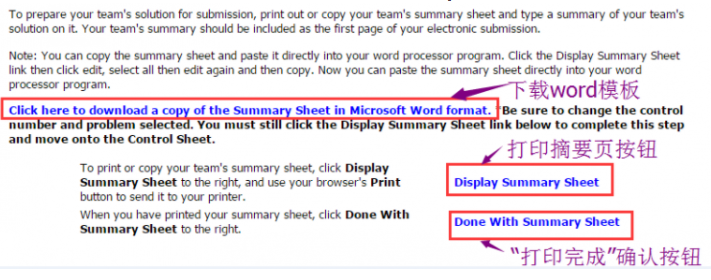 To prepare your team's solution for submission, print out or copy your team's summary sheet and type a summary of your team's
solution on it. Your team's summary should be included as the first page of your electronic submission.
Note: You can copy the summary sheet and paste it directly into your word processor program. Click the Display Summary Sheet
link then click edit, select all then edit again and then copy. Now you can paste the summary sheet directly into your word
processor program.
下载word模板
Click here to download a copy of the Summary Sheet in Microsoft Word format. *Be sure to change the control
number and problem selected. You must still click the Display Summary Sheet link below to complete this step
and move onto the Control Sheet.
打印摘要页按钮
To print or copy your team's summary sheet, click Display
Summary Sheet to the right, and use your browser's Print
button to send it to your printer.
Display Summary Sheet
When you have printed your summary sheet, click Done With
Summary Sheet to the right.
Done With Summary Sheet
“打印完成”确认按钮